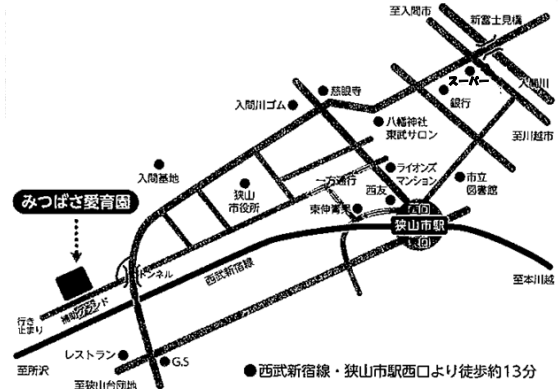 至入間市
新富士見橋
スーパー
入間川
慈眼寺
入間川ゴム
銀行
八幡神社
東武サロン
至川越市
入間基地
一方通行
ライオンズ
マンション
市立
図書館
狭山
市役所
西友
みつばさ愛育園
西口
狭山市駅
トンネル
西武新宿線
至本川越
行き
止まり
至所沢
レストラン
G.S
至狭山台団地
●西武新宿線・狭山市駅西口より徒歩約13分